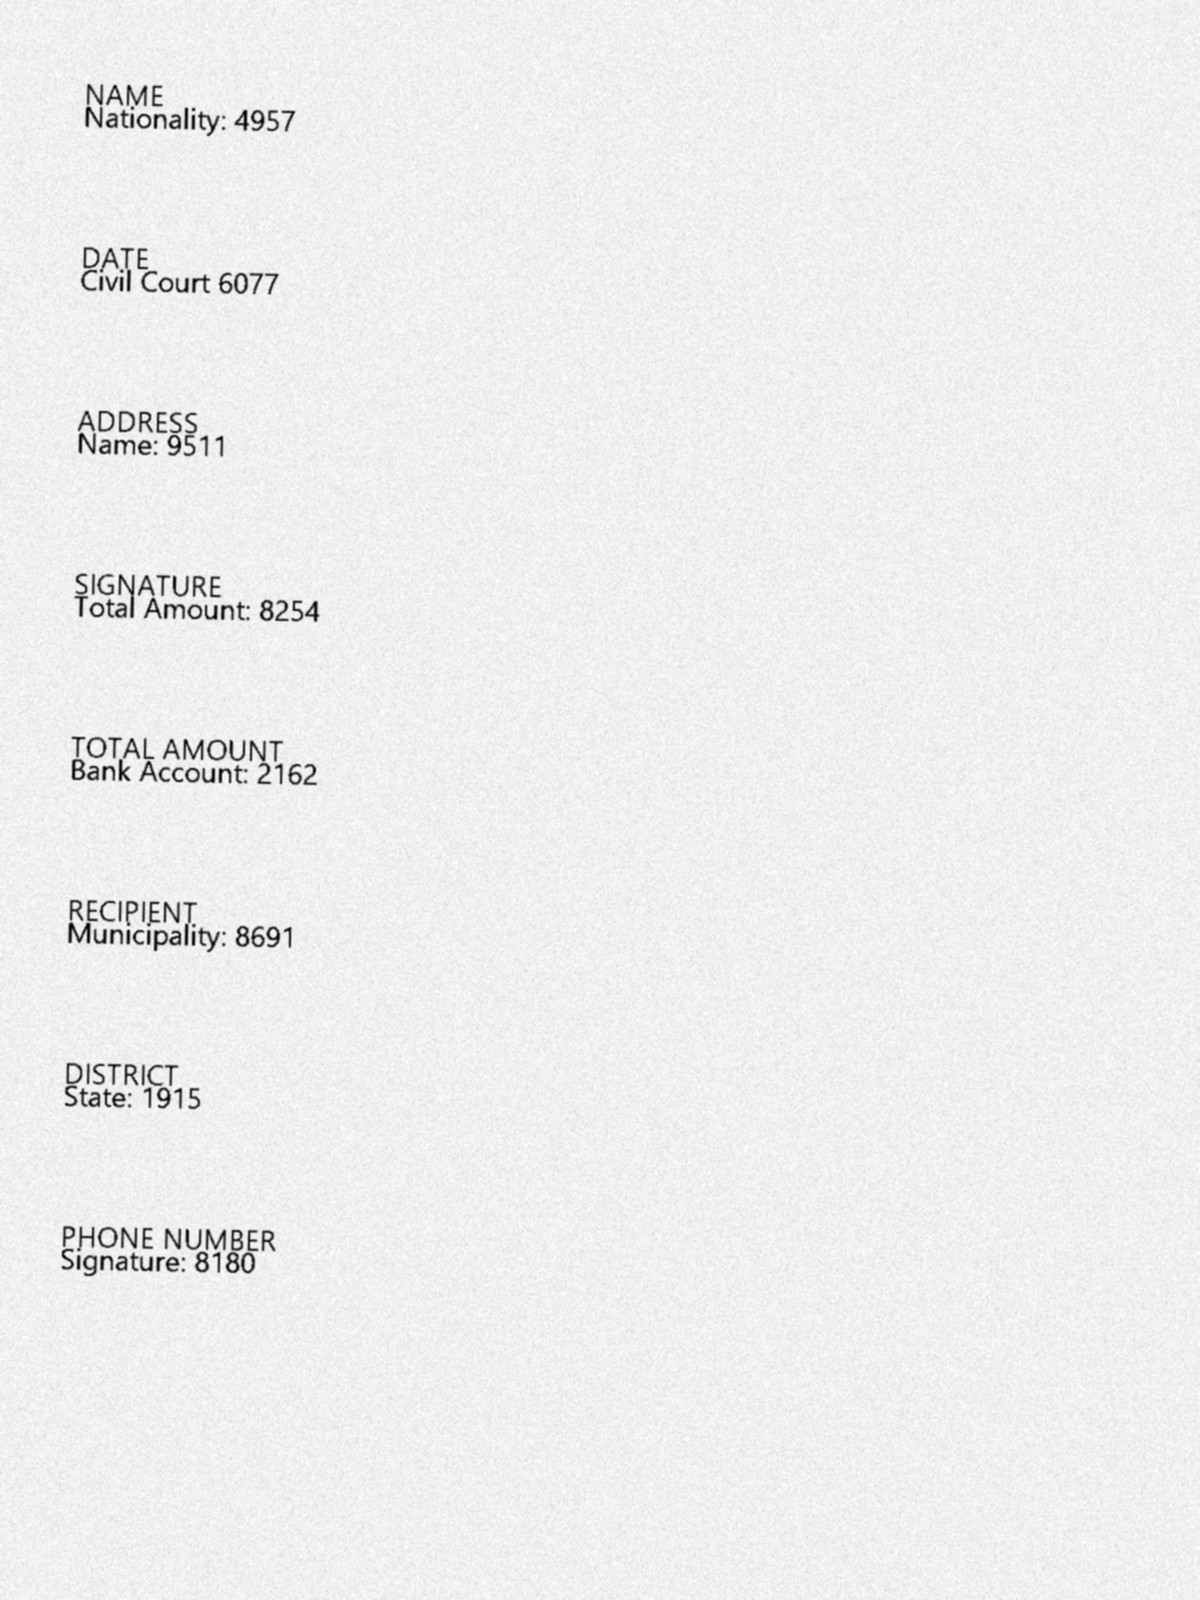 NAME
Nationality: 4957
DATE
Civil Court 6077
ADDRESS
Name: 9511
SIGNATURE
Total Amount: 8254
TOTAL AMOUNT
Bank Account: 2162
RECIPIENT
Municipality: 8691
DISTRICT
State: 1915
PHONE NUMBER
Signature: 8180